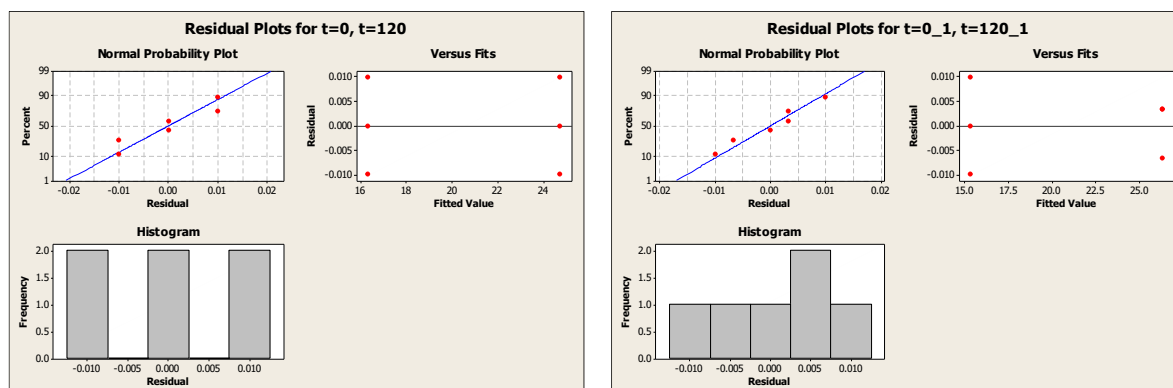 Residual Plots for t=0, t=120
Normal Probability Plot
99
90
50
10
1
Percent
-0.02 -0.01 0.00 0.01 0.02
Residual
Versus Fits
0.010
0.005
0.000
-0.005
-0.010
Residual
16 18 20 22 24
Fitted Value
Histogram
2.0
1.5
1.0
0.5
0.0
Frequency
-0.010 -0.005 0.000 0.005 0.010
Residual
Residual Plots for t=0_1, t=120_1
Normal Probability Plot
99
90
50
10
1
Percent
-0.02 -0.01 0.00 0.01 0.02
Residual
Versus Fits
0.010
0.005
0.000
-0.005
-0.010
Residual
15.0 17.5 20.0 22.5 25.0
Fitted Value
Histogram
2.0
1.5
1.0
0.5
0.0
Frequency
-0.010 -0.005 0.000 0.005 0.010
Residual